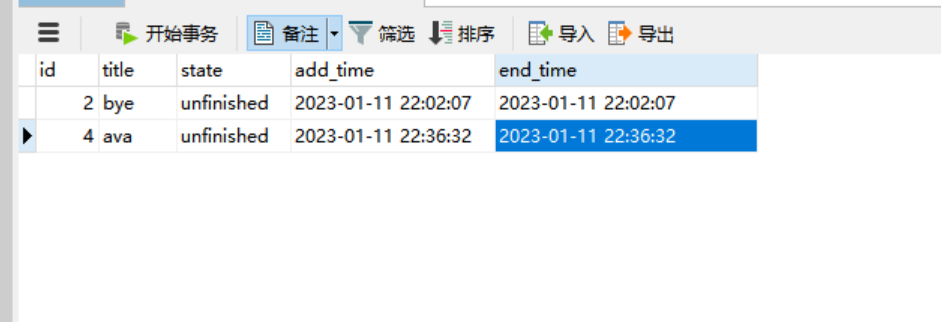 开始事务 备注 筛选 排序 导入 导出
id title state add_time end_time
2 bye unfinished 2023-01-11 22:02:07 2023-01-11 22:02:07
4 ava unfinished 2023-01-11 22:36:32 2023-01-11 22:36:32